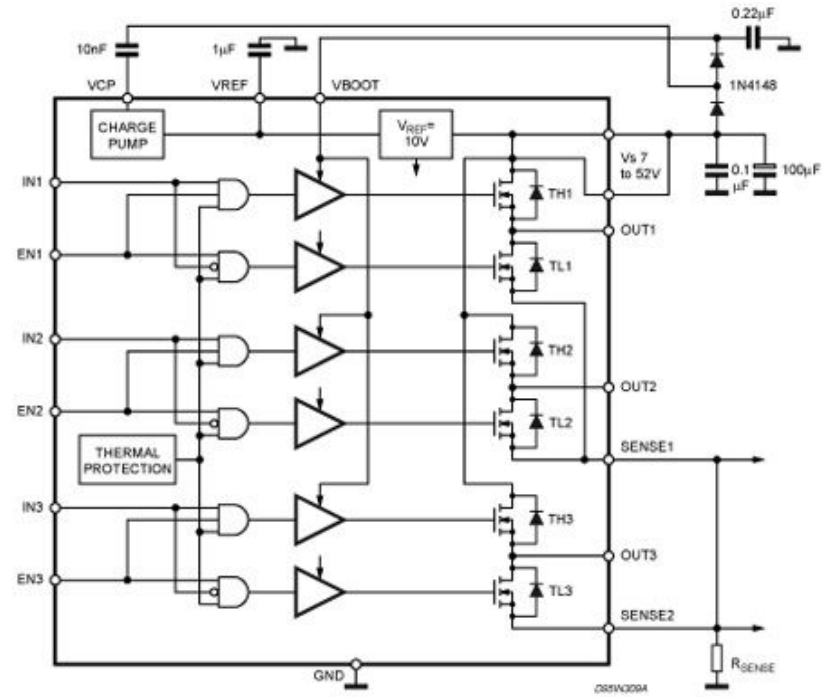 0.22μF
10nF
1μF
1N4148
VCP
VREF
VBOOT
CHARGE
PUMP
VREF=
10V
Vs 7
to 52V
0.1
μF
100μF
IN1
TH1
OUT1
EN1
TL1
IN2
TH2
OUT2
EN2
TL2
SENSE1
THERMAL
PROTECTION
IN3
TH3
OUT3
EN3
TL3
SENSE2
RSENSE
GND
D95IN309A